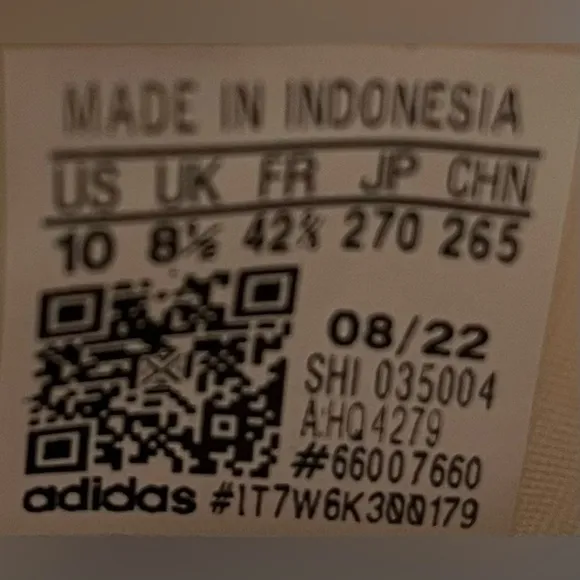 MADE IN INDONESIA
US UK FR JP CHN
10 8½ 42⅔ 270 265
08/22
SHI 035004
A:HQ4279
#66007660
adidas #1T7W6K300179